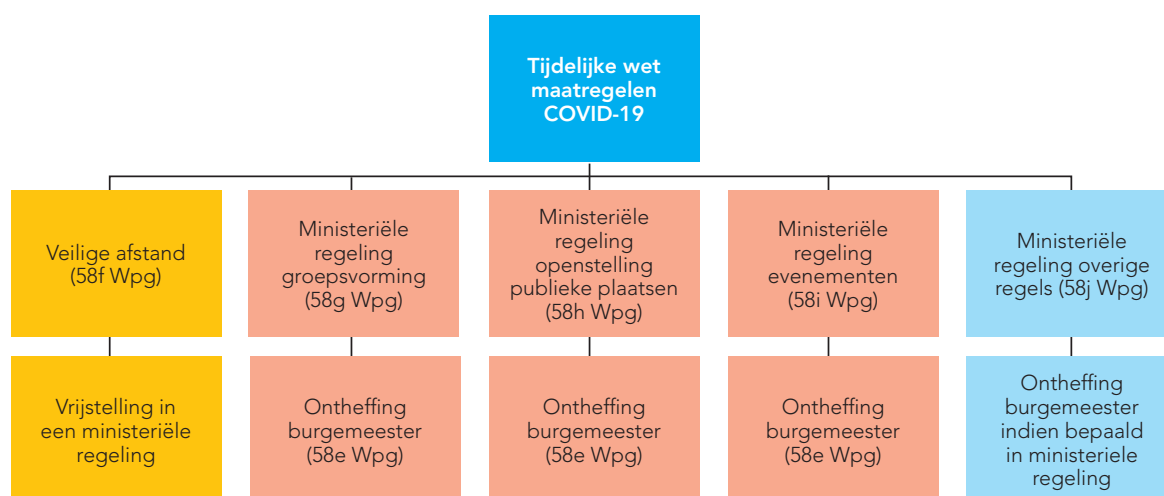 Tijdelijke wet
maatregelen
COVID-19
Veilige afstand
(58f Wpg)
Ministeriële
regeling
groepsvorming
(58g Wpg)
Ministeriële
regeling
openstelling
publieke plaatsen
(58h Wpg)
Ministeriële
regeling
evenementen
(58i Wpg)
Ministeriële
regeling overige
regels (58j Wpg)
Vrijstelling in
een ministeriële
regeling
Ontheffing
burgemeester
(58e Wpg)
Ontheffing
burgemeester
(58e Wpg)
Ontheffing
burgemeester
(58e Wpg)
Ontheffing
burgemeester
indien bepaald
in ministeriele
regeling